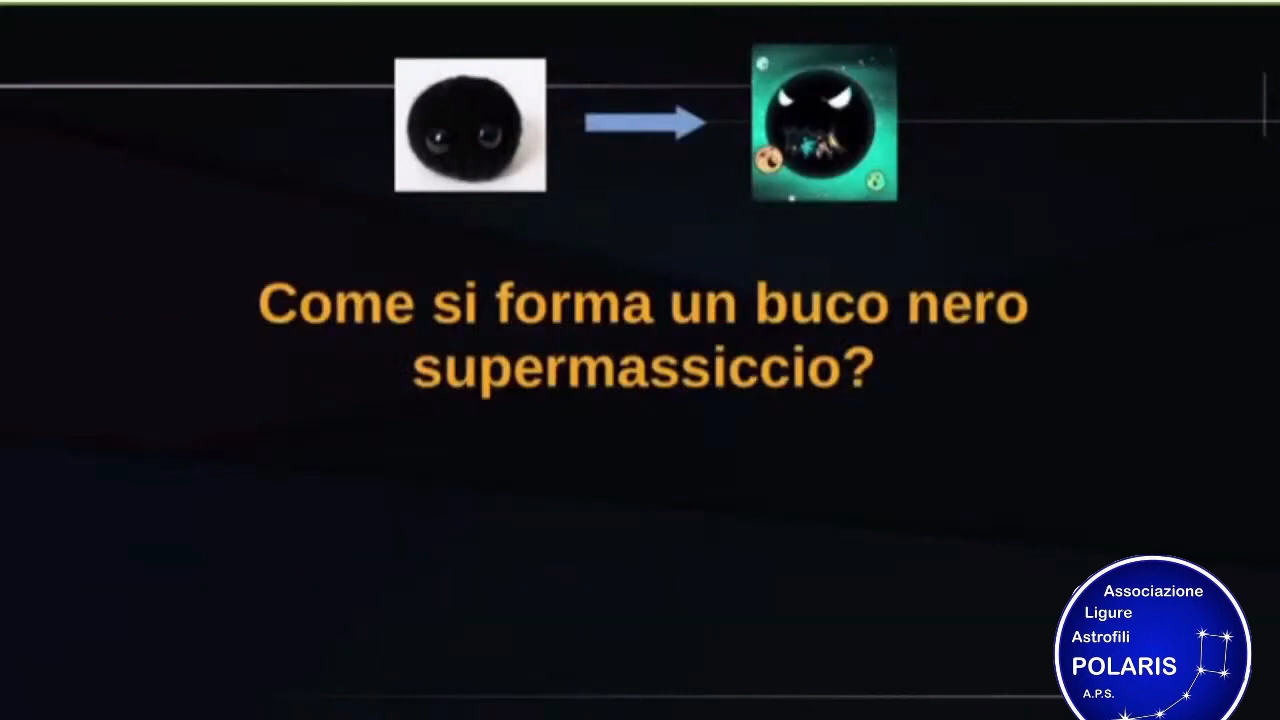 Come si forma un buco nero
supermassiccio?
Associazione
Ligure
Astrofili
POLARIS
A.P.S.